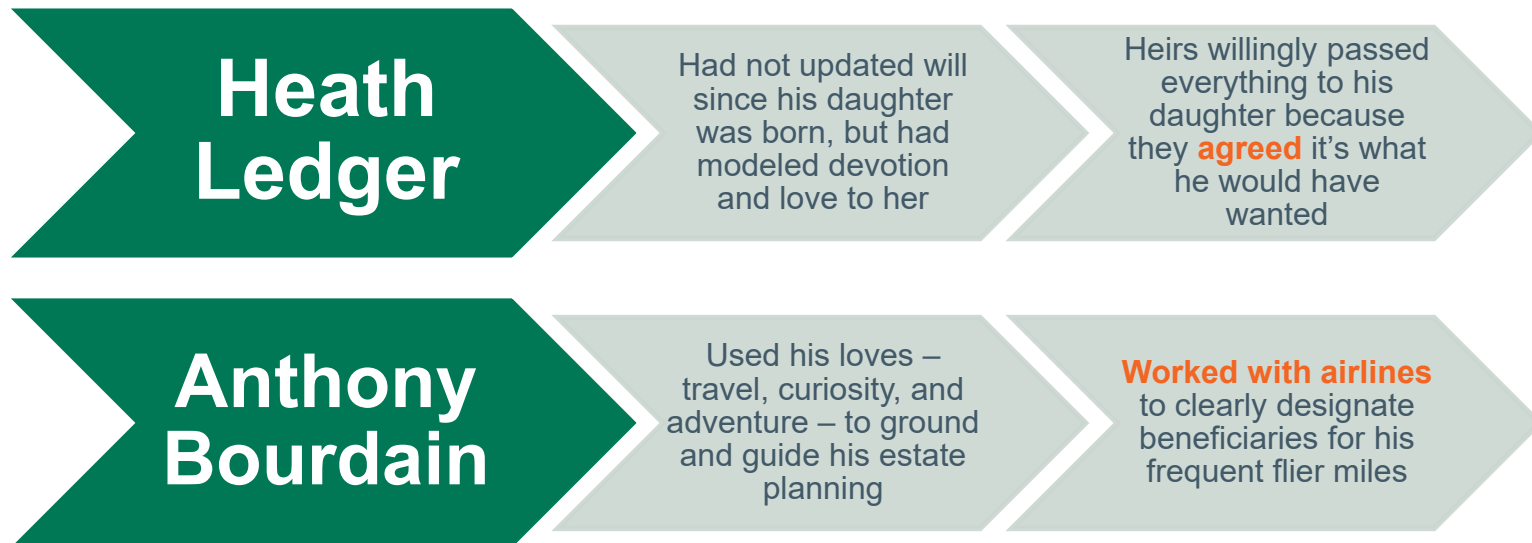 Heath
Ledger
Had not updated will
since his daughter
was born, but had
modeled devotion
and love to her
Heirs willingly passed
everything to his
daughter because
they agreed it’s what
he would have
wanted
Anthony
Bourdain
Used his loves –
travel, curiosity, and
adventure – to ground
and guide his estate
planning
Worked with airlines
to clearly designate
beneficiaries for his
frequent flier miles